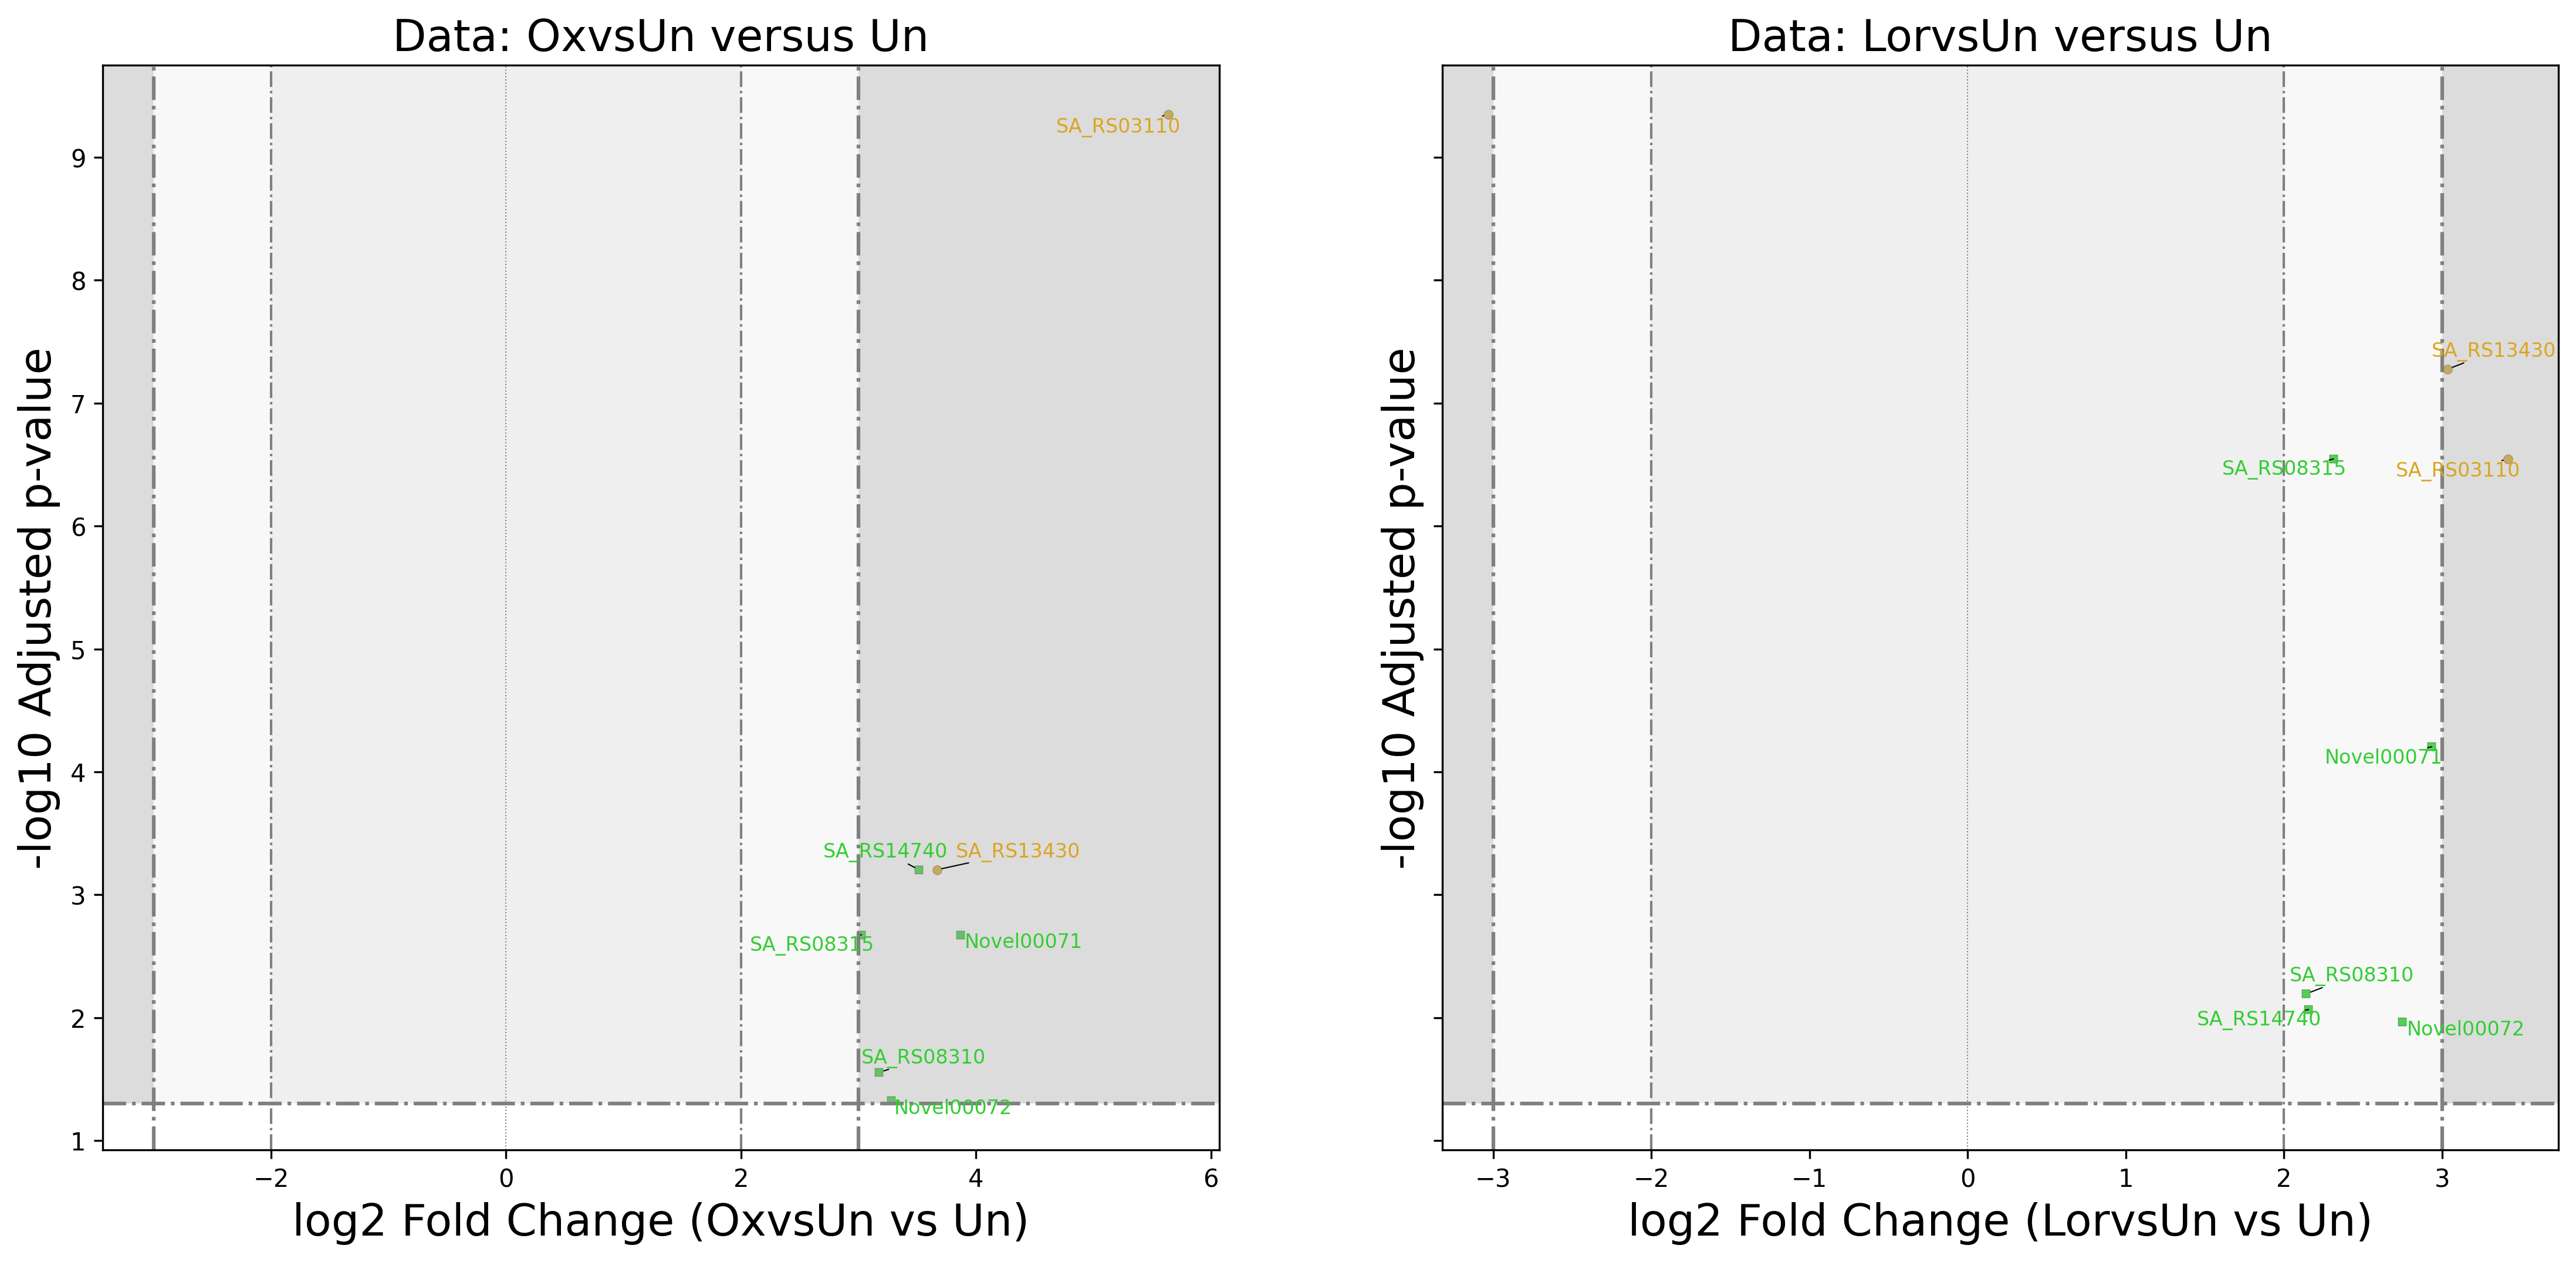 Data: OxvsUn versus Un
-log10 Adjusted p-value
9
8
7
6
5
4
3
2
1
SA_RS03110
SA_RS14740
SA_RS13430
SA_RS08315
Novel00071
SA_RS08310
Novel00072
−2
0
2
4
6
log2 Fold Change (OxvsUn vs Un)
Data: LorvsUn versus Un
-log10 Adjusted p-value
SA_RS13430
SA_RS08315
SA_RS03110
Novel00071
SA_RS08310
SA_RS14740
Novel00072
−3
−2
−1
0
1
2
3
log2 Fold Change (LorvsUn vs Un)